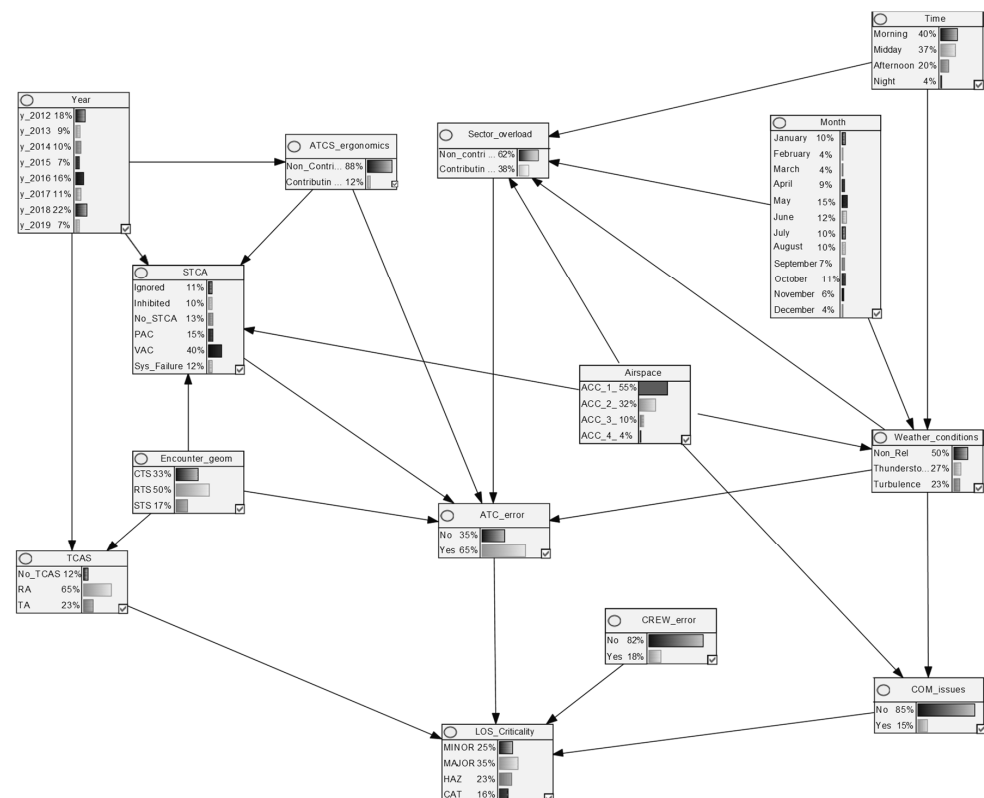 Time
Morning 40%
Midday 37%
Afternoon 20%
Night 4%
Year
y_2012 18%
y_2013 9%
y_2014 10%
y_2015 7%
y_2016 16%
y_2017 11%
y_2018 22%
y_2019 7%
ATCS_ergonomics
Non_Contri ... 88%
Contributin ... 12%
Sector_overload
Non_contri ... 62%
Contributin ... 38%
Month
January 10%
February 4%
March 4%
April 9%
May 15%
June 12%
July 10%
August 10%
September 7%
October 11%
November 6%
December 4%
STCA
Ignored 11%
Inhibited 10%
No_STCA 13%
PAC 15%
VAC 40%
Sys_Failure 12%
Airspace
ACC_1_ 55%
ACC_2_ 32%
ACC_3_ 10%
ACC_4_ 4%
Weather_conditions
Non_Rel 50%
Thundersto... 27%
Turbulence 23%
Encounter_geom
CTS 33%
RTS 50%
STS 17%
ATC_error
No 35%
Yes 65%
TCAS
No_TCAS 12%
RA 65%
TA 23%
CREW_error
No 82%
Yes 18%
COM_issues
No 85%
Yes 15%
LOS_Criticality
MINOR 25%
MAJOR 35%
HAZ 23%
CAT 16%